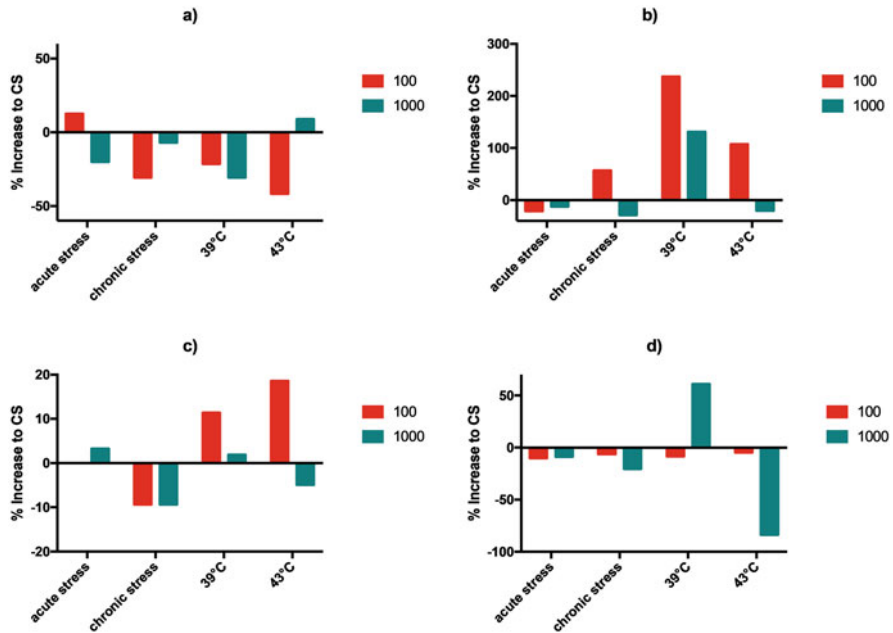 a)
% Increase to CS
50
0
-50
acute stress
chronic stress
39°C
43°C
100
1000
b)
% Increase to CS
300
200
100
0
acute stress
chronic stress
39°C
43°C
100
1000
c)
% Increase to CS
20
10
0
-10
-20
acute stress
chronic stress
39°C
43°C
100
1000
d)
% Increase to CS
50
0
-50
-100
acute stress
chronic stress
39°C
43°C
100
1000